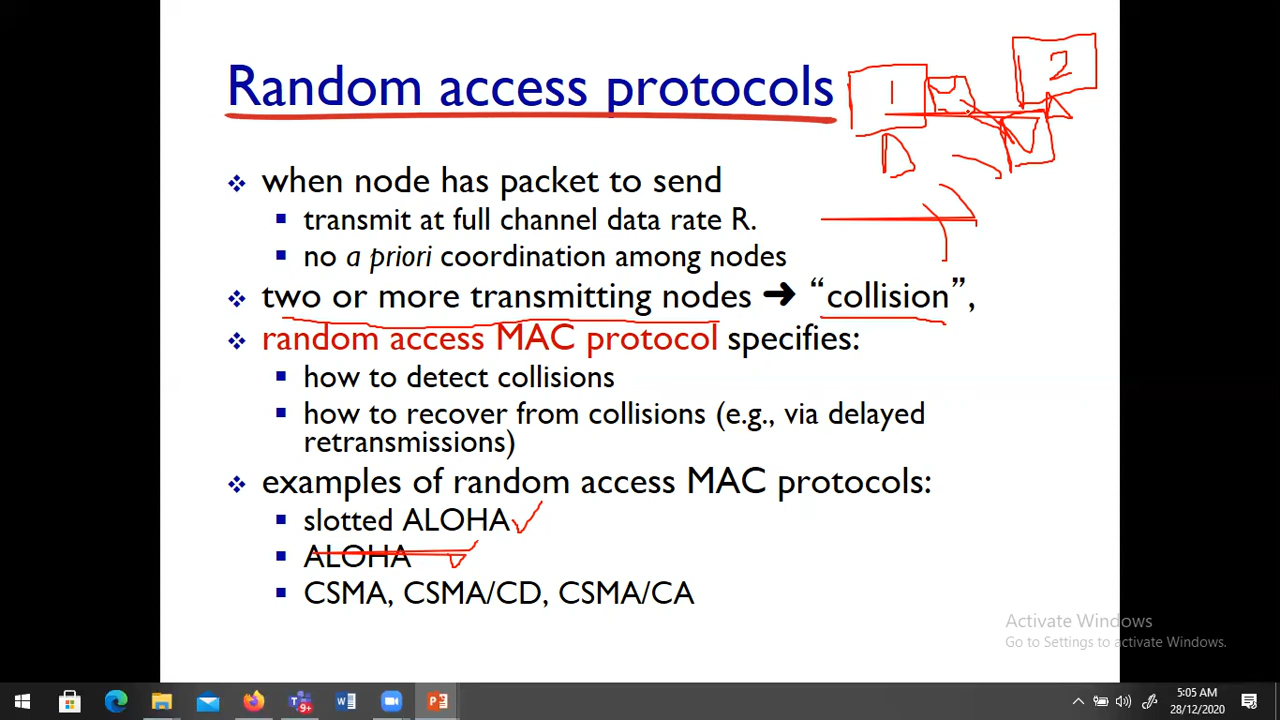 Random access protocols
1
2
when node has packet to send
transmit at full channel data rate R.
no a priori coordination among nodes
two or more transmitting nodes ➜ “collision”,
random access MAC protocol specifies:
how to detect collisions
how to recover from collisions (e.g., via delayed
retransmissions)
examples of random access MAC protocols:
slotted ALOHA
ALOHA
CSMA, CSMA/CD, CSMA/CA
Activate Windows
Go to Settings to activate Windows.
9+
5:05 AM
28/12/2020